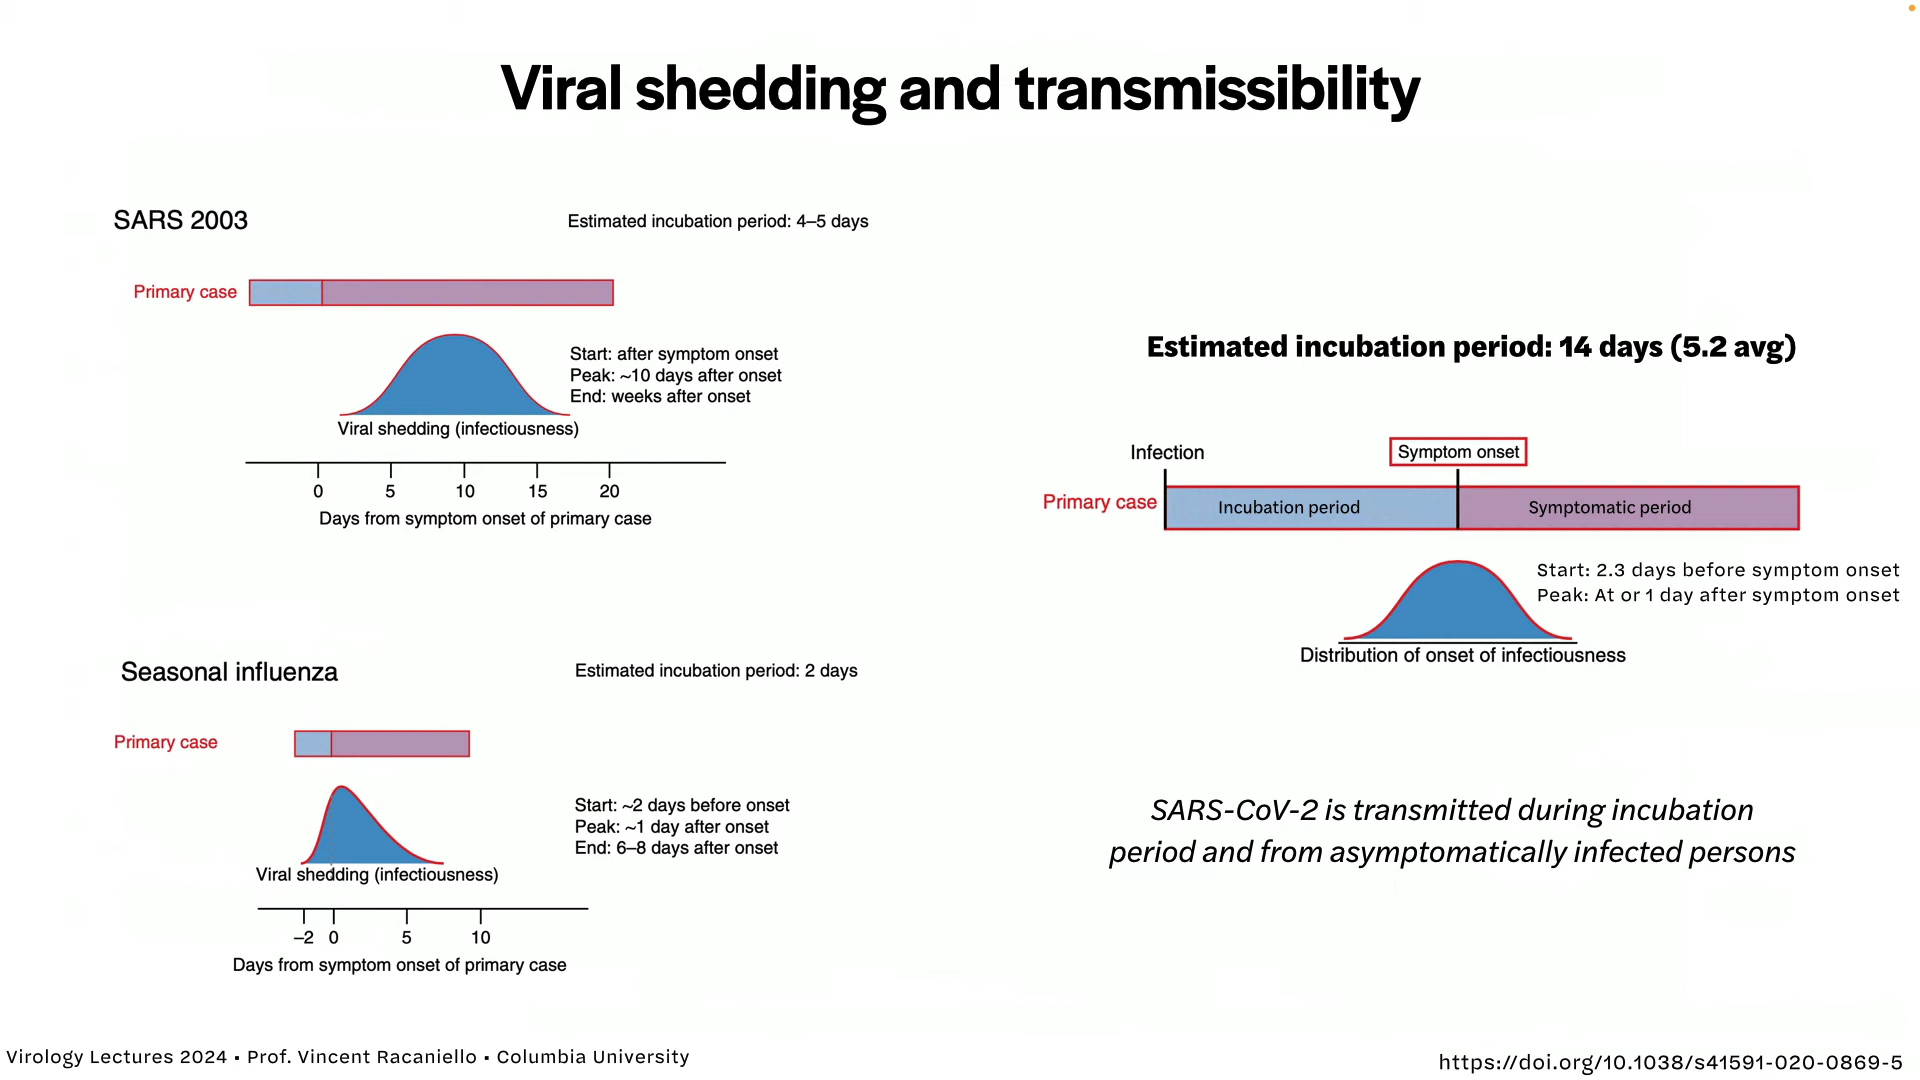 Viral shedding and transmissibility
SARS 2003
Estimated incubation period: 4–5 days
Primary case
Start: after symptom onset
Peak: ~10 days after onset
End: weeks after onset
Viral shedding (infectiousness)
0 5 10 15 20
Days from symptom onset of primary case
Seasonal influenza
Estimated incubation period: 2 days
Primary case
Start: ~2 days before onset
Peak: ~1 day after onset
End: 6–8 days after onset
Viral shedding (infectiousness)
–2 0 5 10
Days from symptom onset of primary case
Estimated incubation period: 14 days (5.2 avg)
Infection
Symptom onset
Primary case
Incubation period
Symptomatic period
Start: 2.3 days before symptom onset
Peak: At or 1 day after symptom onset
Distribution of onset of infectiousness
SARS-CoV-2 is transmitted during incubation
period and from asymptomatically infected persons
Virology Lectures 2024 • Prof. Vincent Racaniello • Columbia University
https://doi.org/10.1038/s41591-020-0869-5